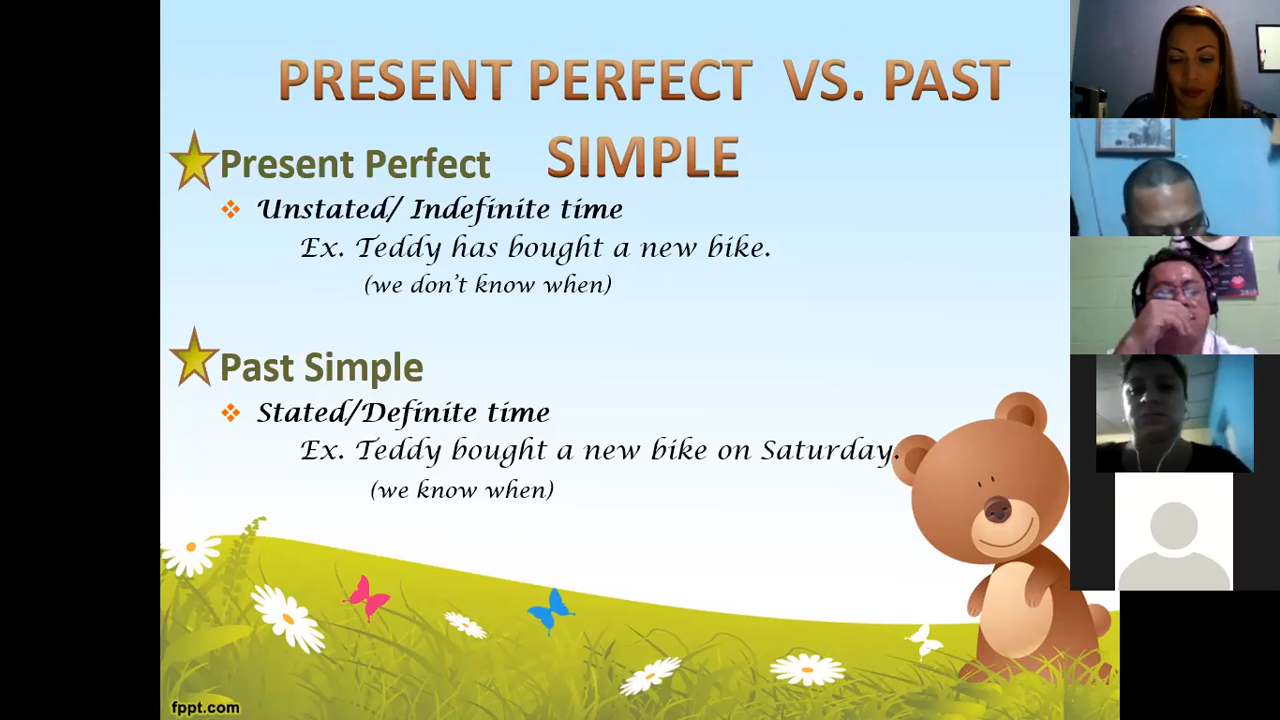 PRESENT PERFECT VS. PAST
SIMPLE
Present Perfect
Unstated/ Indefinite time
Ex. Teddy has bought a new bike.
(we don't know when)
Past Simple
Stated/Definite time
Ex. Teddy bought a new bike on Saturday.
(we know when)
fppt.com